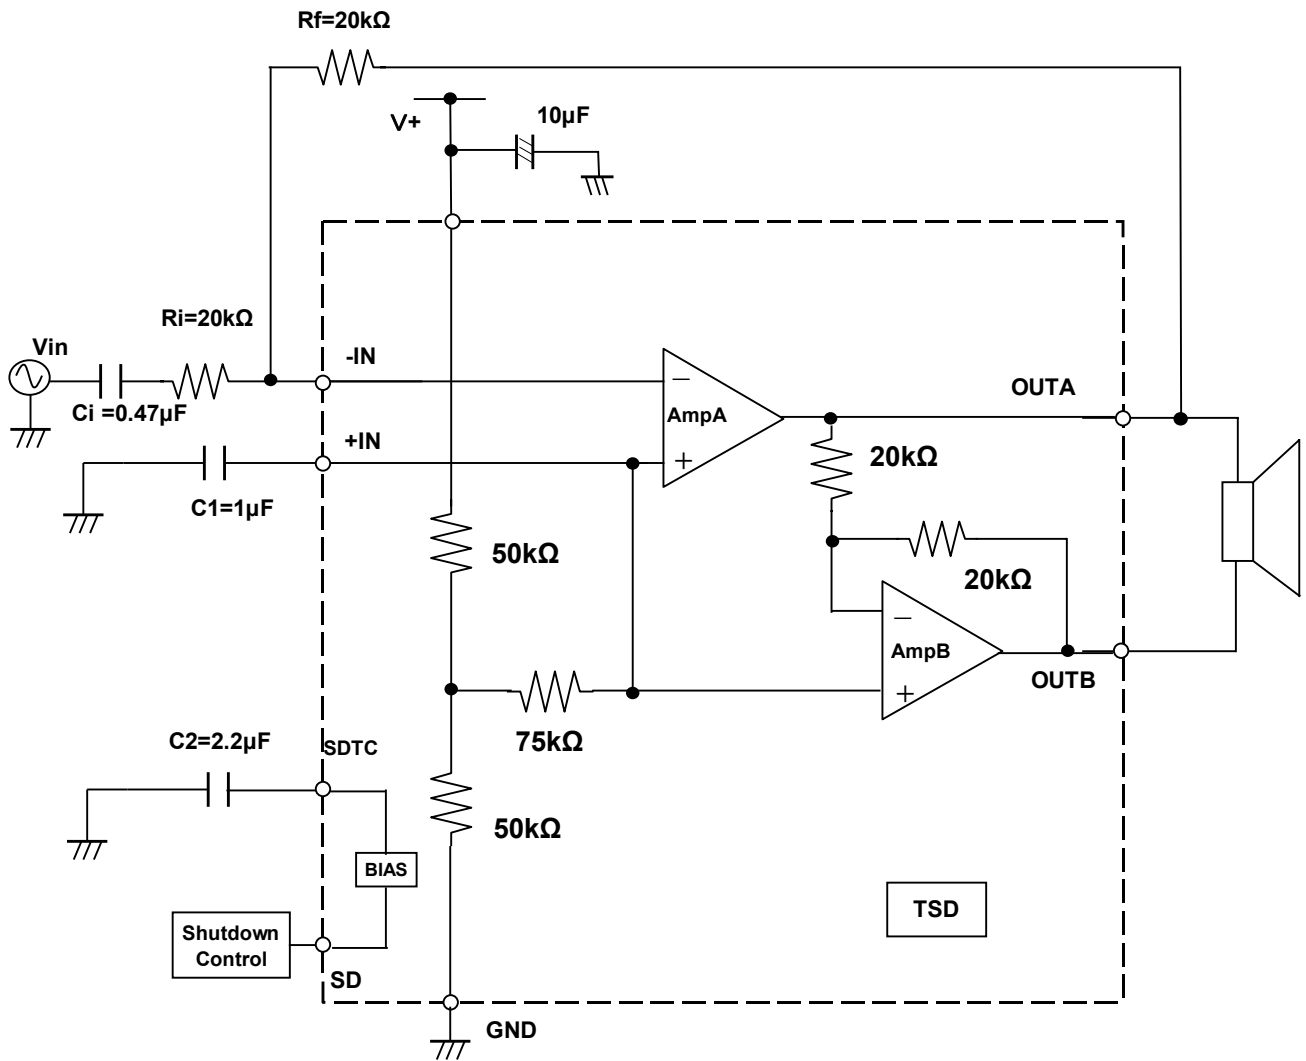 Rf=20kΩ
V+
10µF
Ri=20kΩ
Vin
-IN
Ci =0.47µF
AmpA
OUTA
+IN
20kΩ
C1=1µF
50kΩ
20kΩ
AmpB
OUTB
75kΩ
C2=2.2µF
SDTC
50kΩ
BIAS
TSD
Shutdown
Control
SD
GND